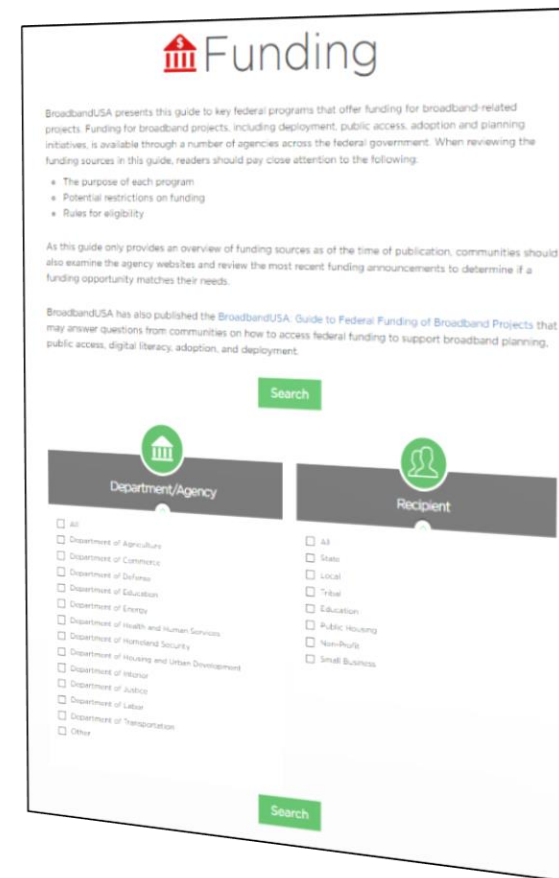 Funding
BroadbandUSA presents this guide to key federal programs that offer funding for broadband-related
projects. Funding for broadband projects, including deployment, public access, adoption and planning
initiatives, is available through a number of agencies across the federal government. When reviewing the
funding sources in this guide, readers should pay close attention to the following:
The purpose of each program
Potential restrictions on funding
Rules for eligibility
As this guide only provides an overview of funding sources as of the time of publication, communities should
also examine the agency websites and review the most recent funding announcements to determine if a
funding opportunity matches their needs.
BroadbandUSA has also published the BroadbandUSA: Guide to Federal Funding of Broadband Projects that
may answer questions from communities on how to access federal funding to support broadband planning,
public access, digital literacy, adoption, and deployment.
Search
Department/Agency
All
Department of Agriculture
Department of Commerce
Department of Defense
Department of Education
Department of Energy
Department of Health and Human Services
Department of Homeland Security
Department of Housing and Urban Development
Department of Interior
Department of Justice
Department of Labor
Department of Transportation
Other
Recipient
All
State
Local
Tribal
Education
Public Housing
Non-Profit
Small Business
Search